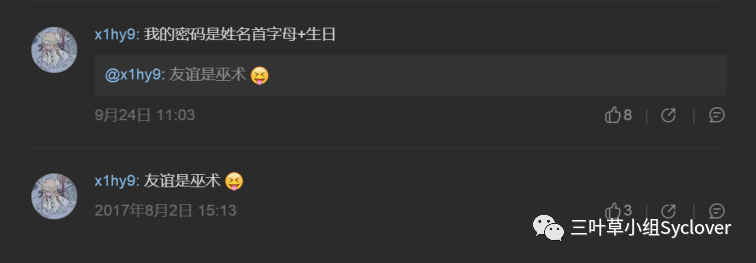 x1hy9: 我的密码是姓名首字母+生日
@x1hy9: 友谊是巫术 😝
9月24日 11:03
8
x1hy9: 友谊是巫术 😝
2017年8月2日 15:13
3
三叶草小组Syclover